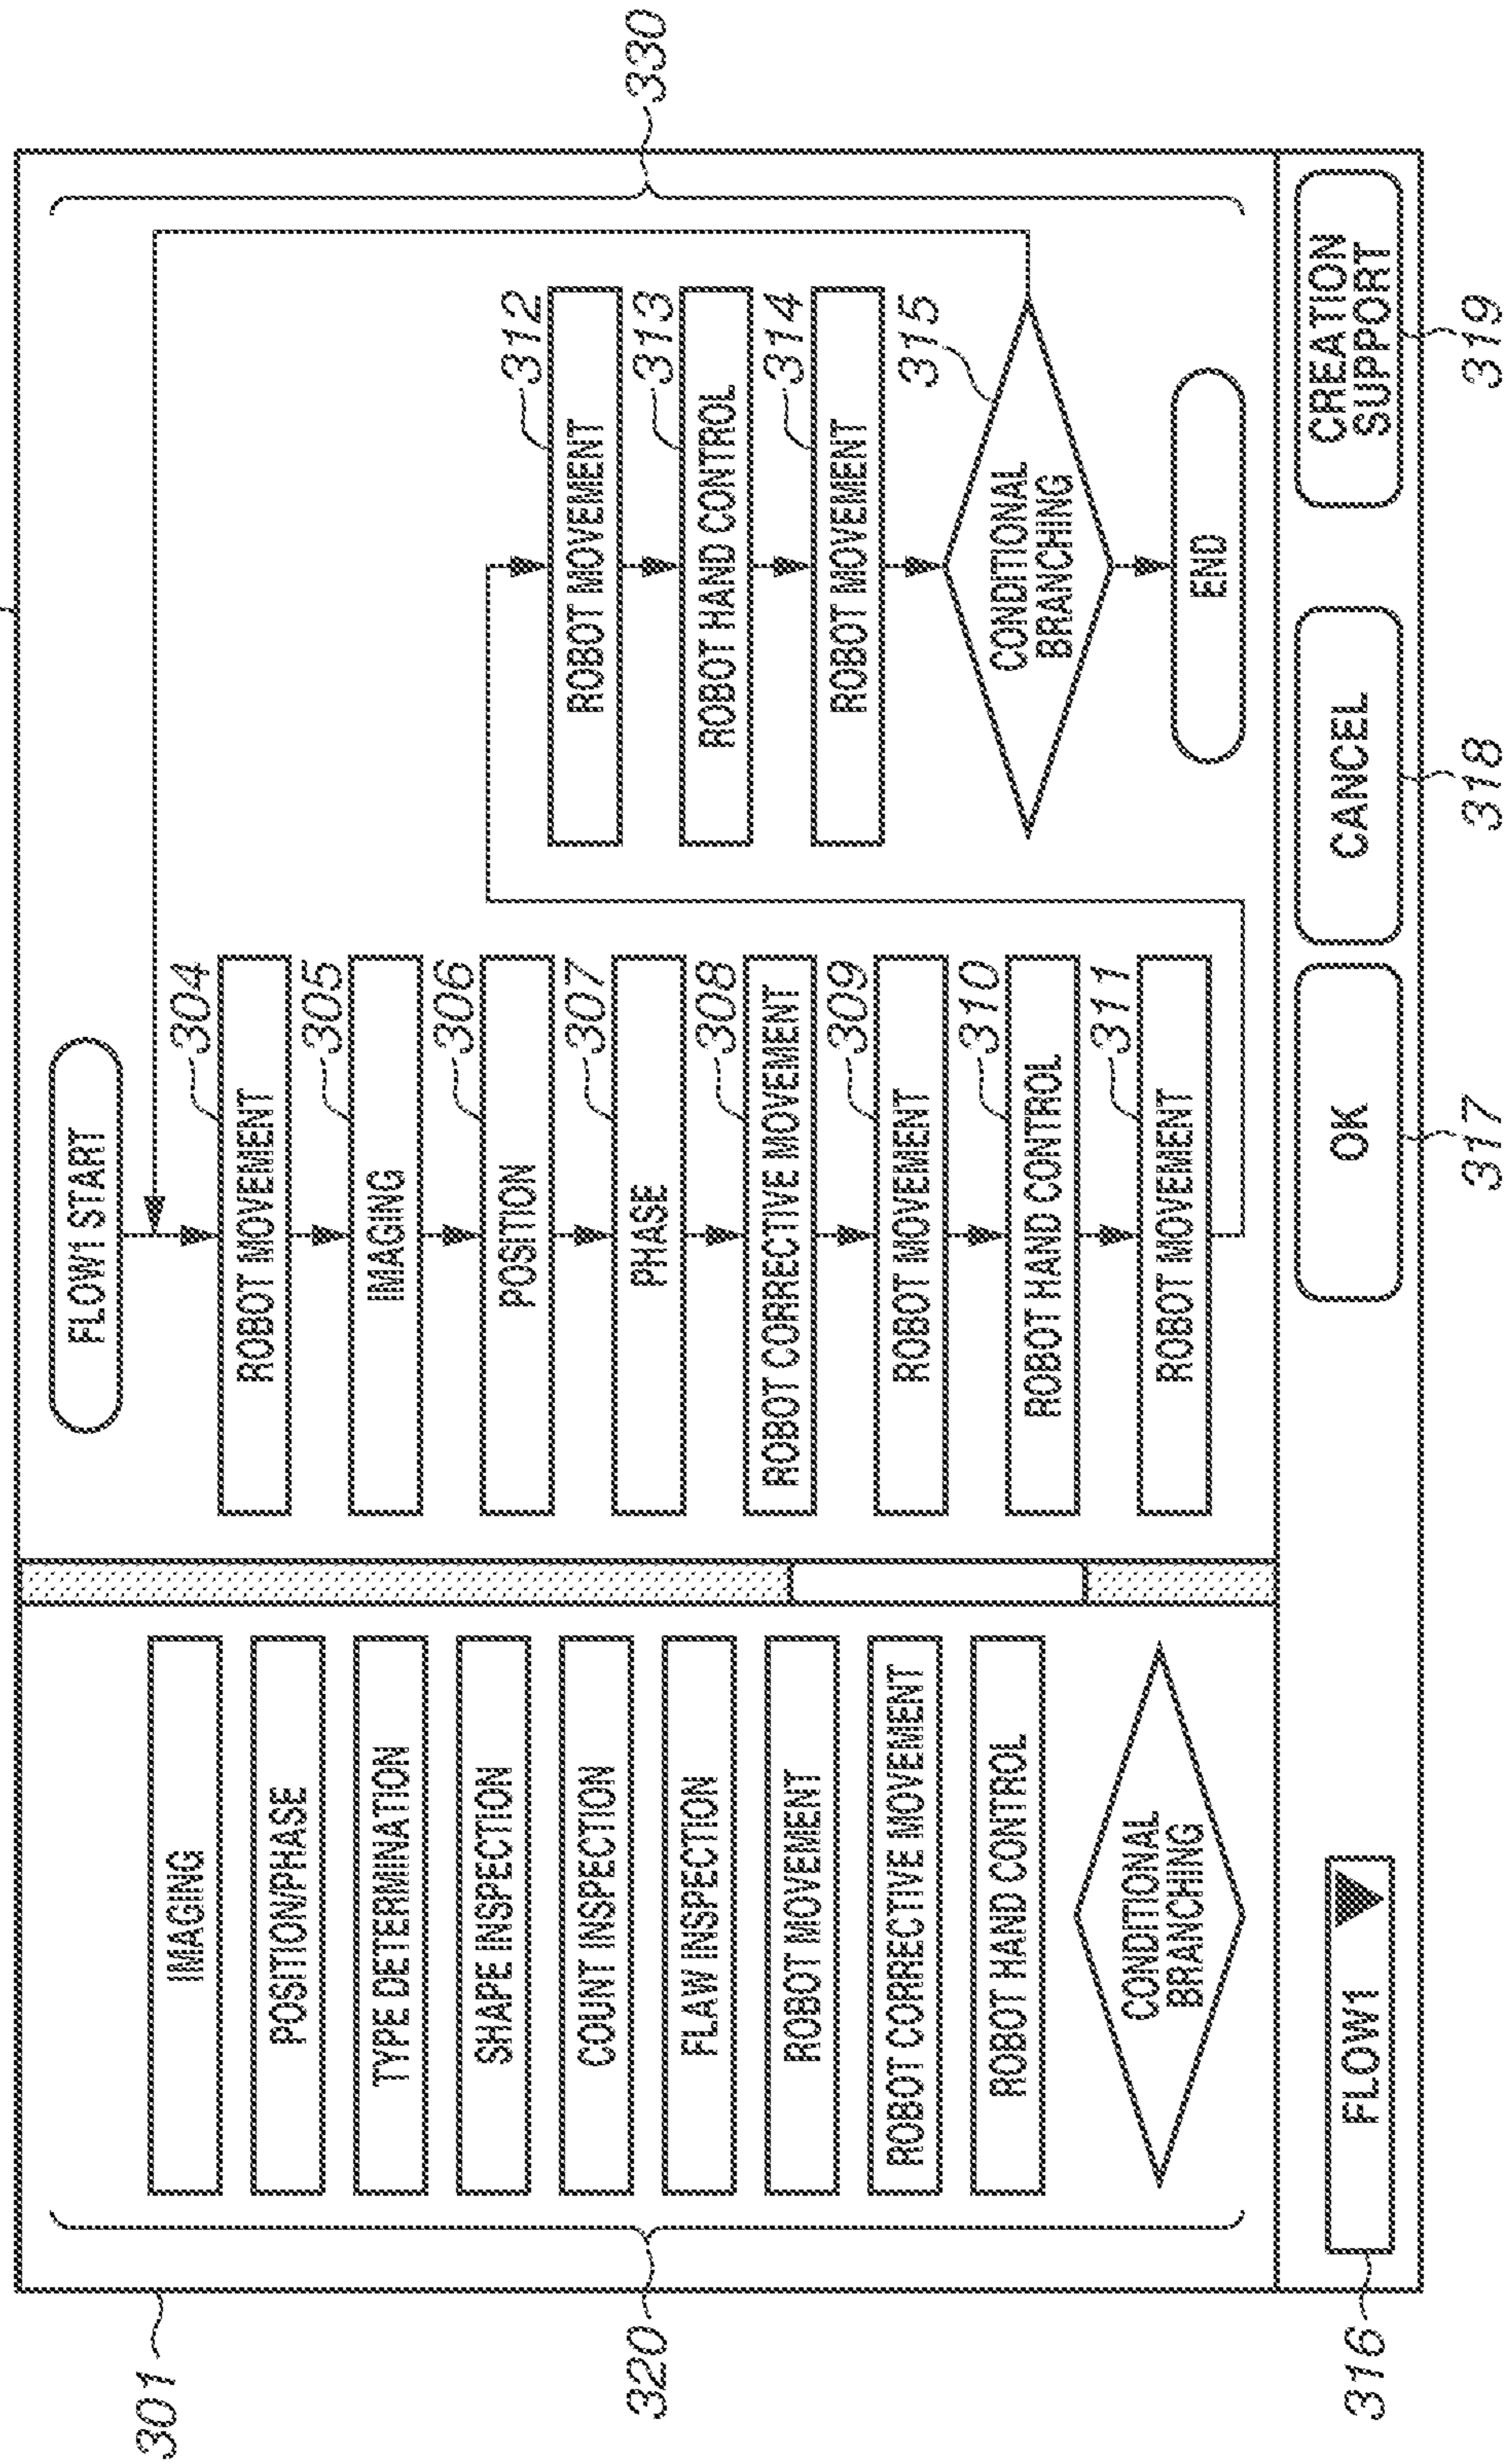 301
320
IMAGING
POSITION/PHASE
TYPE DETERMINATION
SHAPE INSPECTION
COUNT INSPECTION
FLAW INSPECTION
ROBOT MOVEMENT
ROBOT CORRECTIVE MOVEMENT
ROBOT HAND CONTROL
CONDITIONAL
BRANCHING
FLOW1 START
304
ROBOT MOVEMENT
305
IMAGING
306
POSITION
307
PHASE
308
ROBOT CORRECTIVE MOVEMENT
309
ROBOT MOVEMENT
310
ROBOT HAND CONTROL
311
ROBOT MOVEMENT
312
ROBOT MOVEMENT
313
ROBOT HAND CONTROL
314
ROBOT MOVEMENT
315
CONDITIONAL
BRANCHING
END
330
316
FLOW1
OK
CANCEL
CREATION
SUPPORT
317
318
319